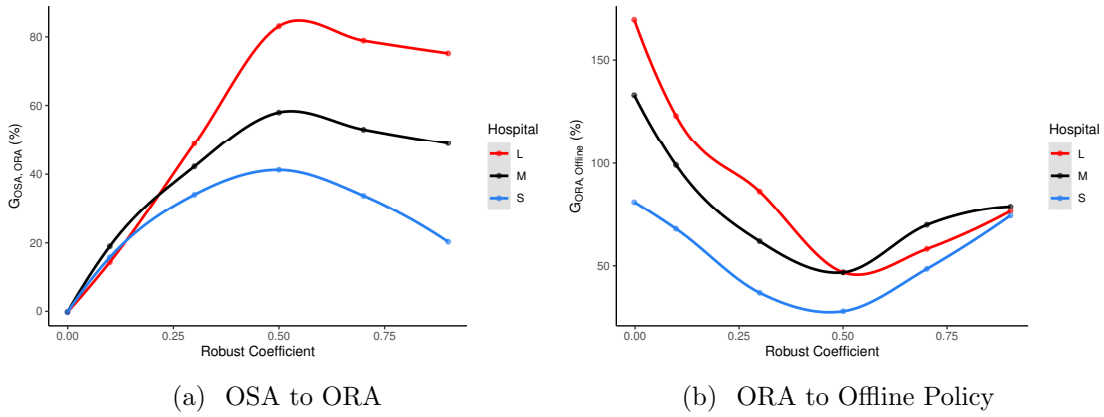 G_OSA,ORA (%)
80
60
40
20
0
0.00 0.25 0.50 0.75
Robust Coefficient
Hospital
L
M
S
(a) OSA to ORA
G_ORA,Offline (%)
150
100
50
0.00 0.25 0.50 0.75
Robust Coefficient
Hospital
L
M
S
(b) ORA to Offline Policy